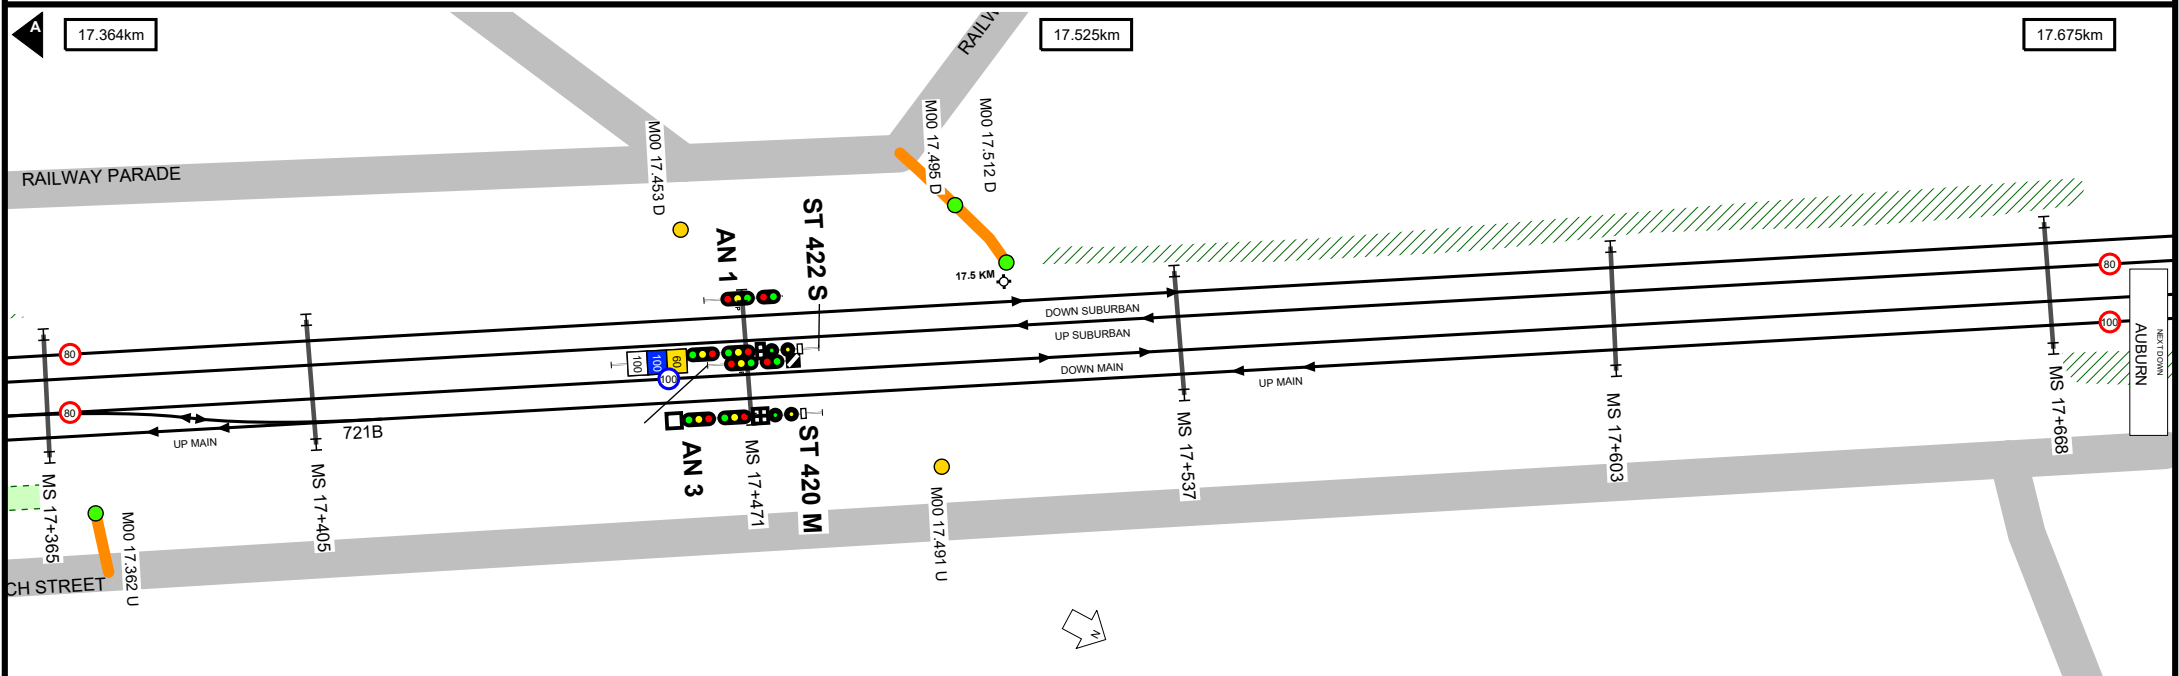 A
17.364km
17.525km
17.675km
RAILW
RAILWAY PARADE
M00 17.453 D
M00 17.495 D
M00 17.512 D
AN 1
ST 422 S
17.5 KM
DOWN SUBURBAN
UP SUBURBAN
DOWN MAIN
UP MAIN
UP MAIN
80
80
80
100
100
100
60
100
721B
AN 3
ST 420 M
MS 17+365
MS 17+405
MS 17+471
MS 17+537
MS 17+603
MS 17+668
NEXT DOWN
AUBURN
M00 17.362 U
M00 17.491 U
CH STREET
N